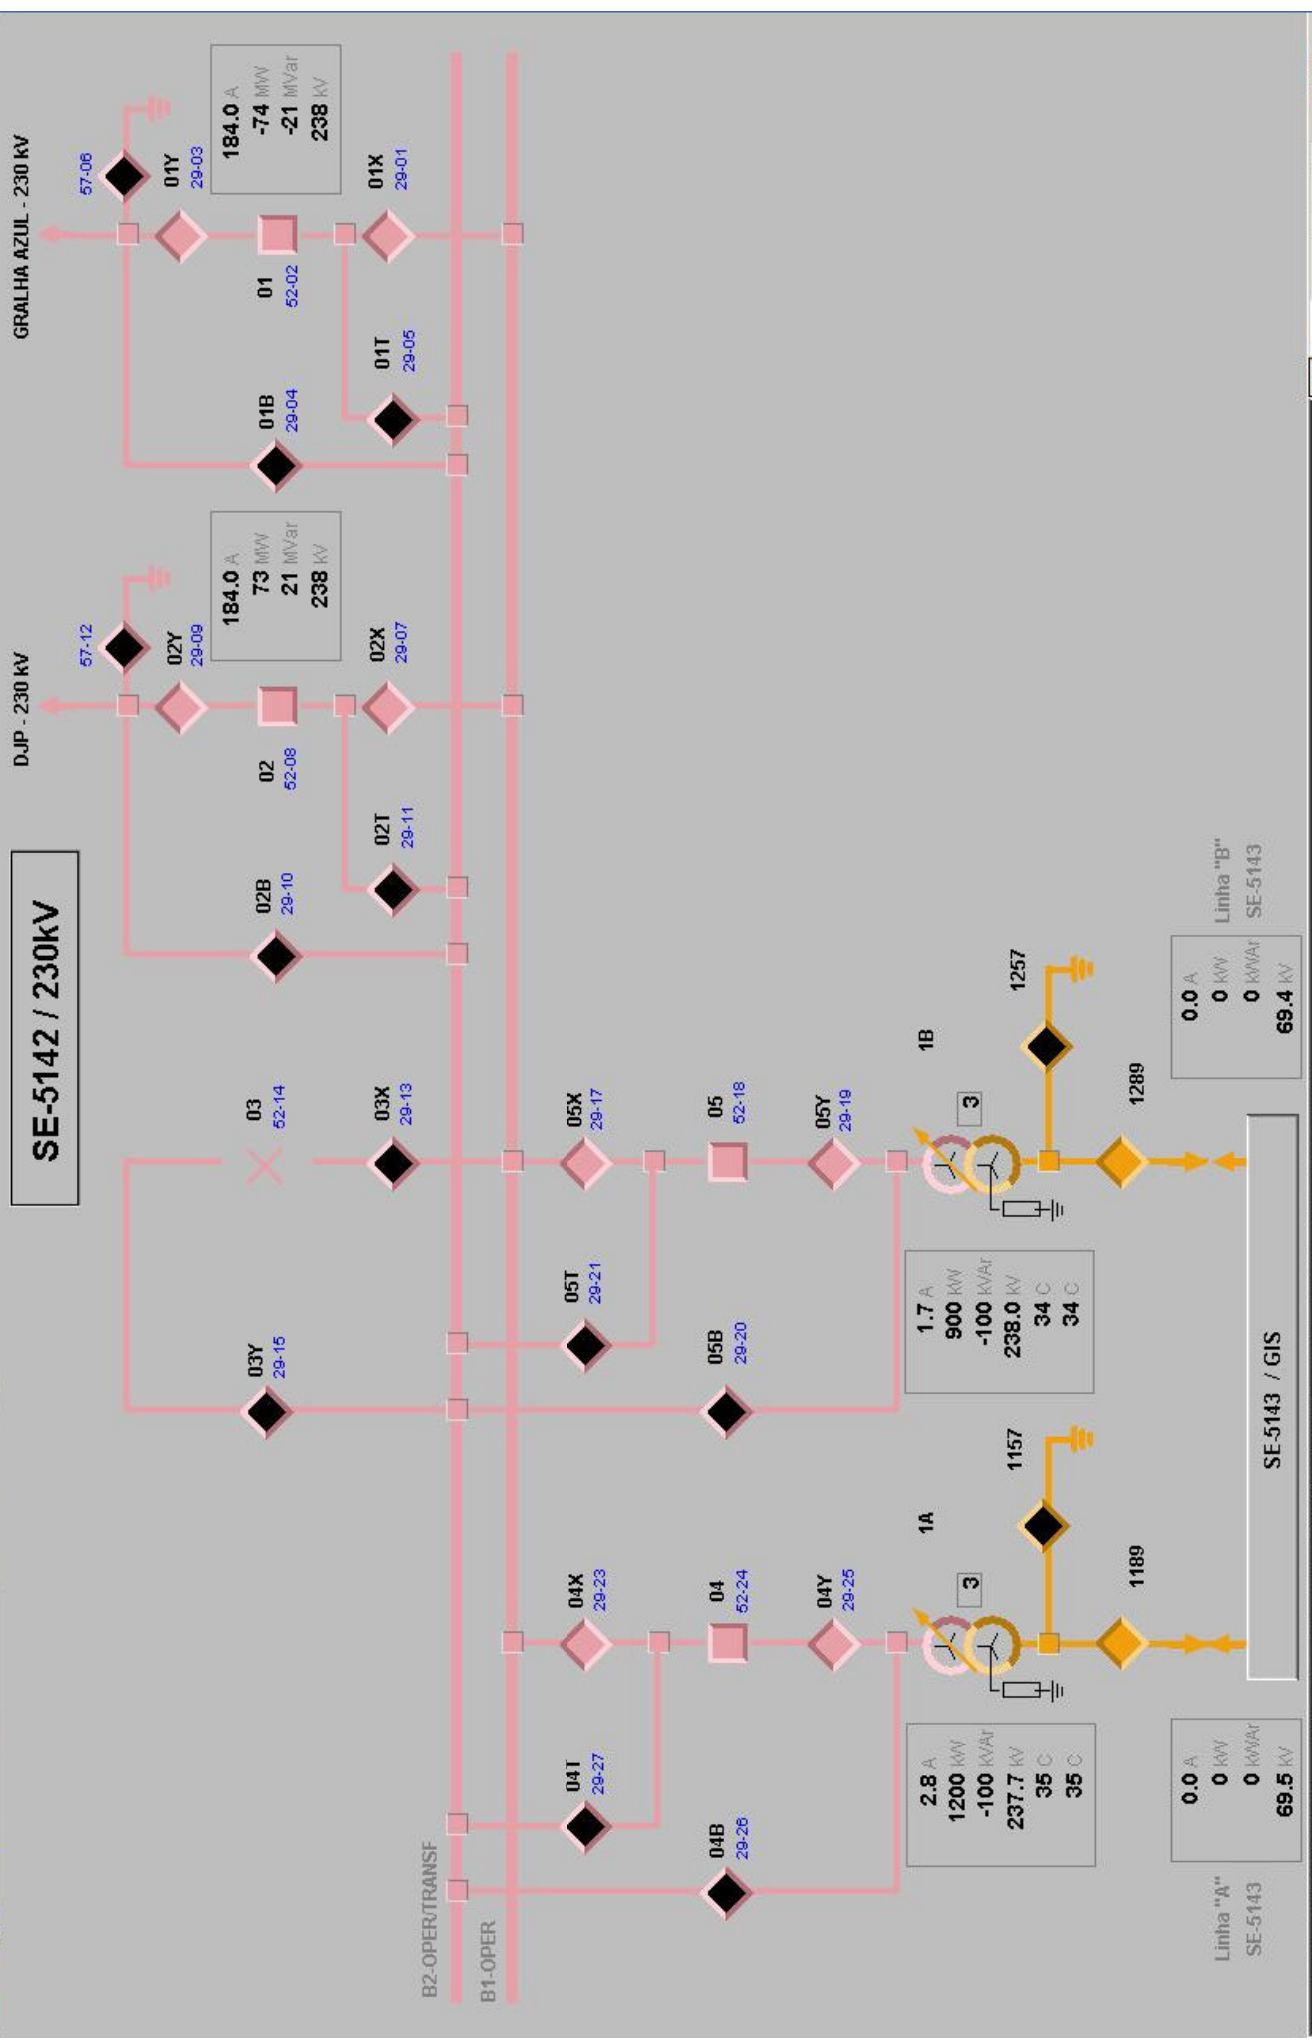 SE-5142 / 230kV
DJP - 230 KV
GRALHA AZUL - 230 KV
57-12
57-06
02Y
29-09
01Y
29-03
03Y
29-15
03
52-14
02B
29-10
02
52-08
184.0 A
73 MW
21 MVar
238 kV
01B
29-04
01
52-02
184.0 A
-74 MW
-21 MVar
238 kV
03X
29-13
02T
29-11
02X
29-07
01T
29-05
01X
29-01
B2-OPER/TRANSF
B1-OPER
04T
29-27
04X
29-23
05T
29-21
05X
29-17
04B
29-26
04
52-24
05B
29-20
05
52-18
04Y
29-25
05Y
29-19
2.8 A
1200 kW
-100 kVAr
237.7 kV
35 C
35 C
1A
3
1157
1.7 A
900 kW
-100 kVAr
238.0 kV
34 C
34 C
1B
3
1257
1189
1289
Linha "A"
SE-5143
0.0 A
0 kW
0 kWAr
69.5 kV
SE-5143 / GIS
0.0 A
0 kW
0 kWAr
69.4 kV
Linha "B"
SE-5143